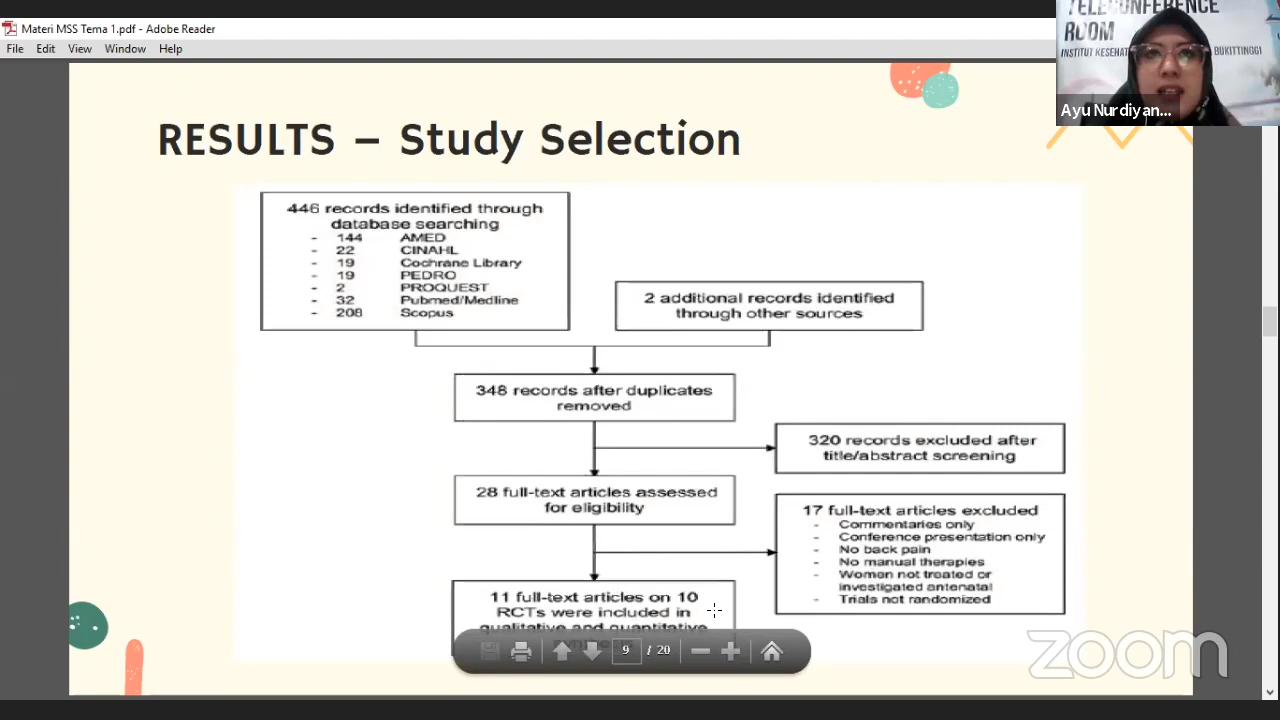 Materi MSS Tema 1.pdf - Adobe Reader
File Edit View Window Help
TELECONFERENCE
ROOM
INSTITUT BUKITTINGGI
Ayu Nurdiyan...
RESULTS – Study Selection
446 records identified through
database searching
- 144 AMED
- 22 CINAHL
- 19 Cochrane Library
- 19 PEDRO
- 2 PROQUEST
- 32 Pubmed/Medline
- 208 Scopus
2 additional records identified
through other sources
348 records after duplicates
removed
320 records excluded after
title/abstract screening
28 full-text articles assessed
for eligibility
17 full-text articles excluded
- Commentaries only
- Conference presentation only
- No back pain
- No manual therapies
- Women not treated or
investigated antenatal
- Trials not randomized
11 full-text articles on 10
RCTs were included in
qualitative and quantitative
9 / 20
zoom